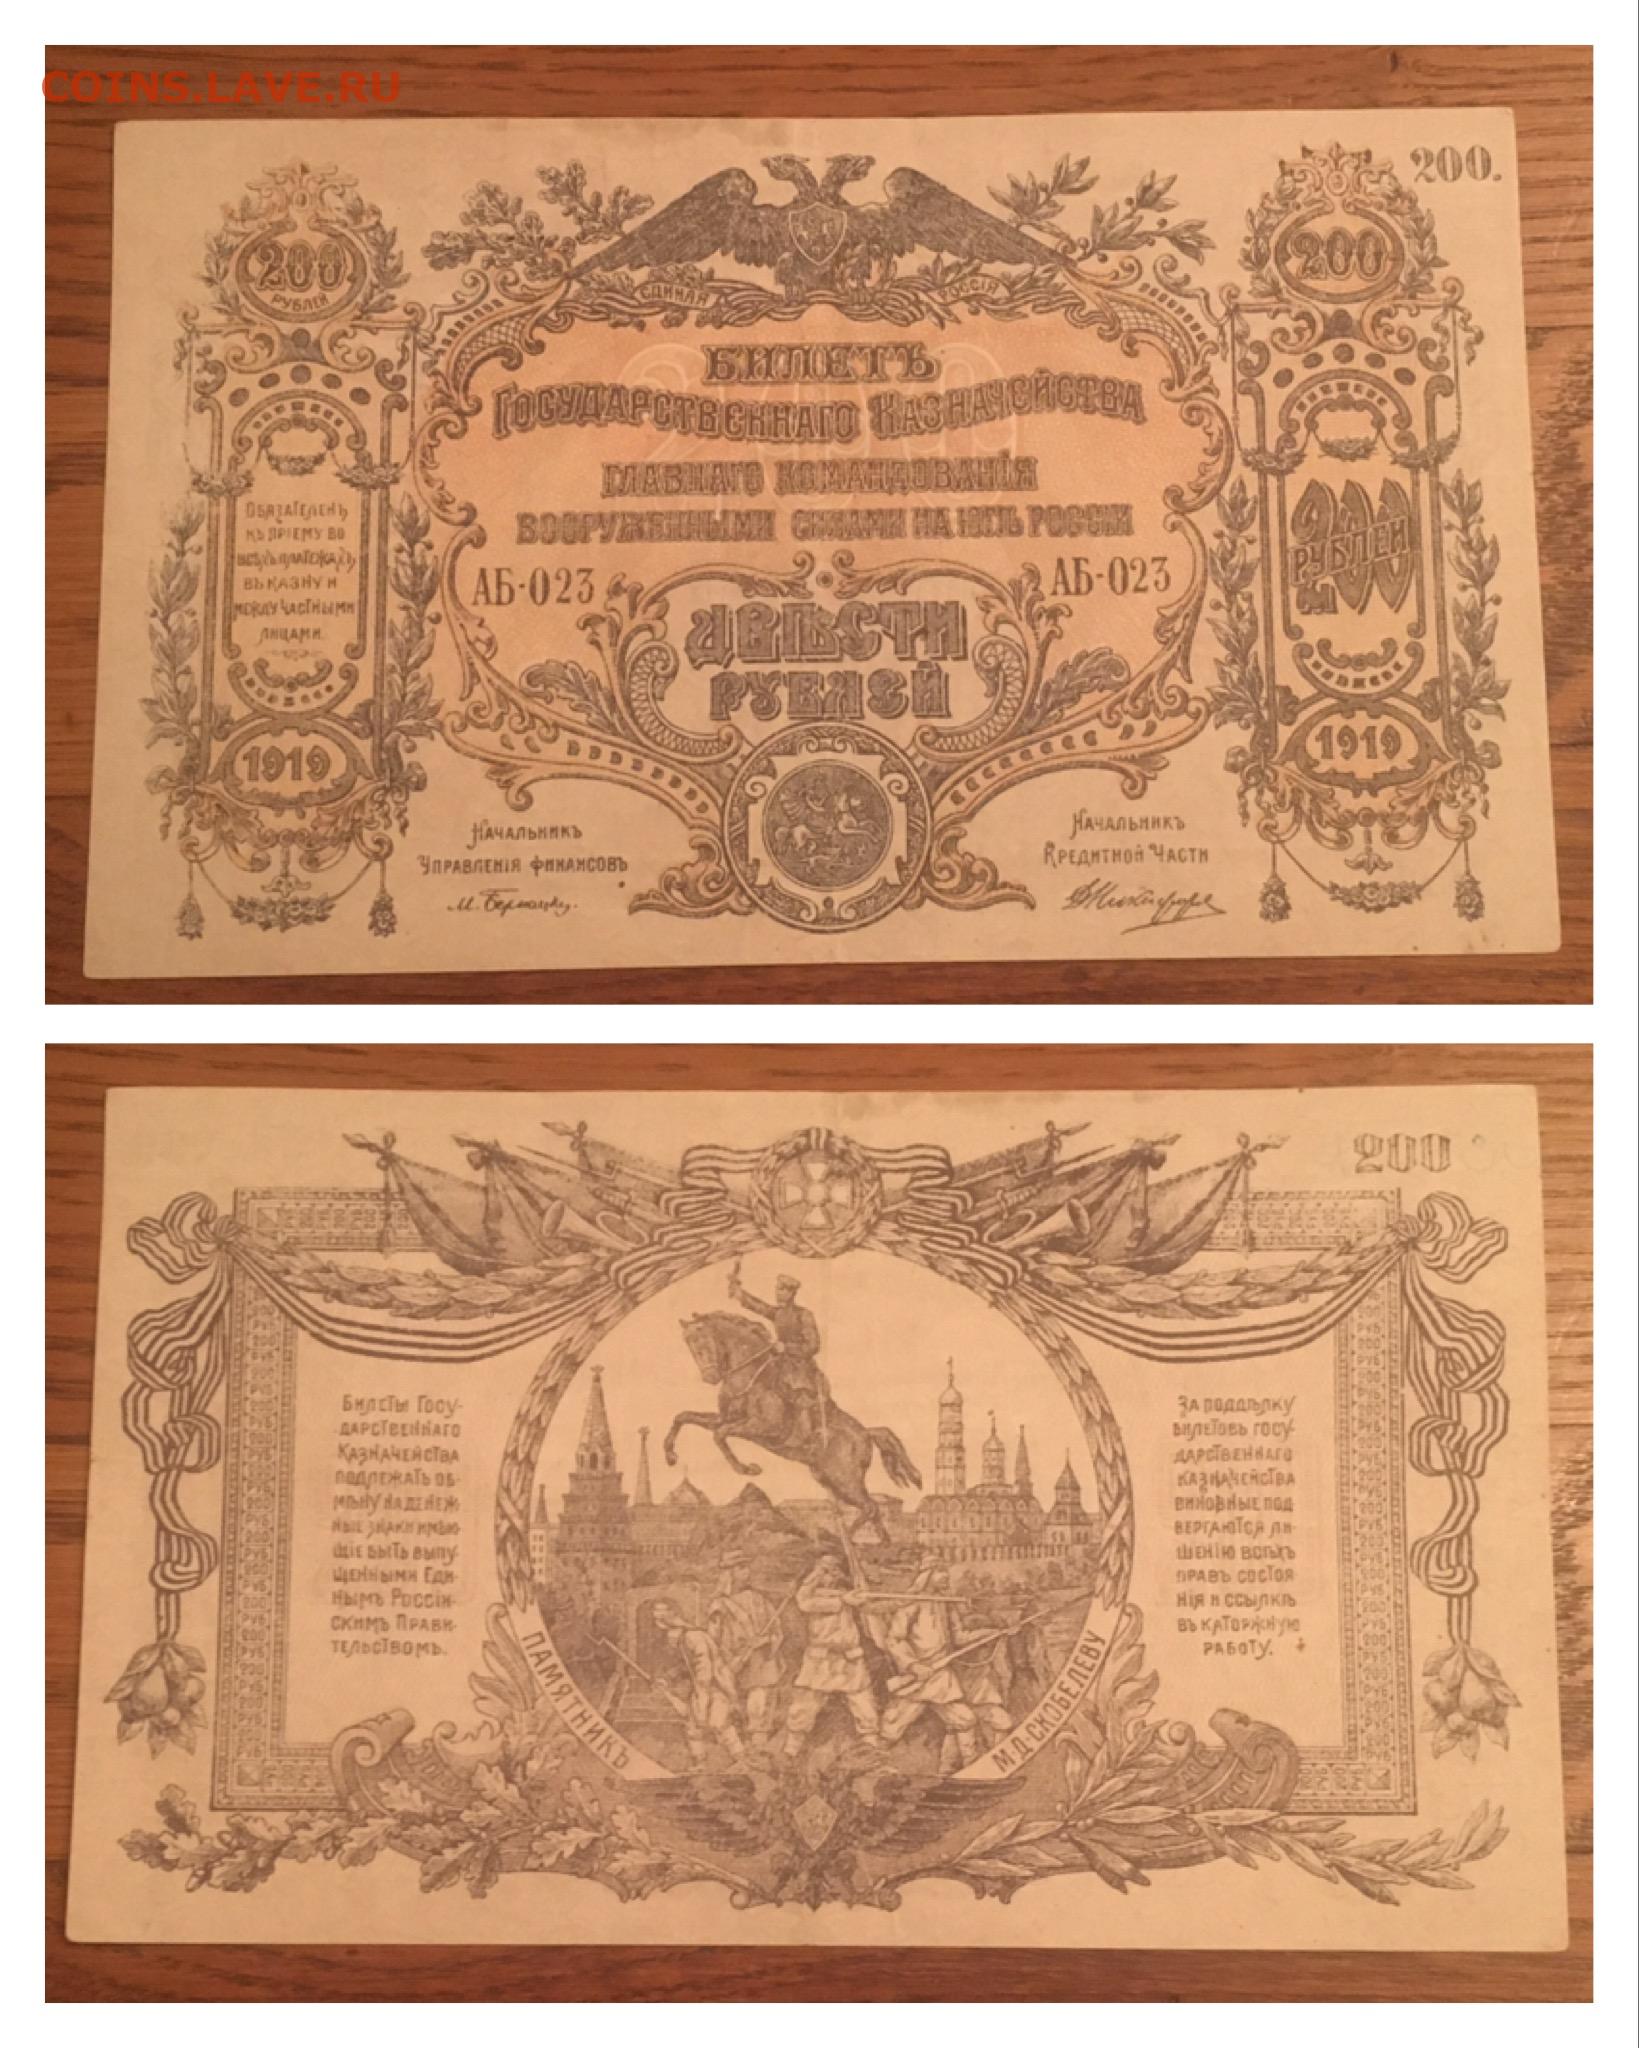 COINS.LAVE.RU
200.
200
РУБЛЕЙ
200
ЕДИНАЯ РОССІЯ
БИЛЕТЪ
ГОСУДАРСТВЕННАГО КАЗНАЧЕЙСТВА
ГЛАВНАГО КОМАНДОВАНІЯ
ВООРУЖЕННЫМИ СИЛАМИ НА ЮГѢ РОССІИ
ОБЯЗАТЕЛЕНЪ
КЪ ПРІЕМУ ВО
ВСѢХЪ ПЛАТЕЖАХЪ
ВЪ КАЗНУ И
МЕЖДУ ЧАСТНЫМИ
ЛИЦАМИ.
200
РУБЛЕЙ
АБ-023 АБ-023
ДВѢСТИ
РУБЛЕЙ
1919 1919
НАЧАЛЬНИКЪ
УПРАВЛЕНІЯ ФИНАНСОВЪ
М. Бернацкій.
НАЧАЛЬНИКЪ
КРЕДИТНОЙ ЧАСТИ
200
БИЛЕТЫ ГОСУ-
ДАРСТВЕННАГО
КАЗНАЧЕЙСТВА
ПОДЛЕЖАТЪ ОБ-
МѢНУ НА ДЕНЕЖ-
НЫЕ ЗНАКИ ИМѢЮ-
ЩІЕ БЫТЬ ВЫПУ-
ЩЕННЫМИ ЕДИ-
НЫМЪ РОССІЙ-
СКИМЪ ПРАВИ-
ТЕЛЬСТВОМЪ.
ЗА ПОДДѢЛКУ
БИЛЕТОВЪ ГОСУ-
ДАРСТВЕННАГО
КАЗНАЧЕЙСТВА
ВИНОВНЫЕ ПОД
ВЕРГАЮТСЯ ЛИ-
ШЕНІЮ ВСѢХЪ
ПРАВЪ СОСТОЯ
НІЯ И ССЫЛКѢ
ВЪ КАТОРЖНУЮ
РАБОТУ.
ПАМЯТНИКЪ
М.Д.СКОБЕЛЕВУ